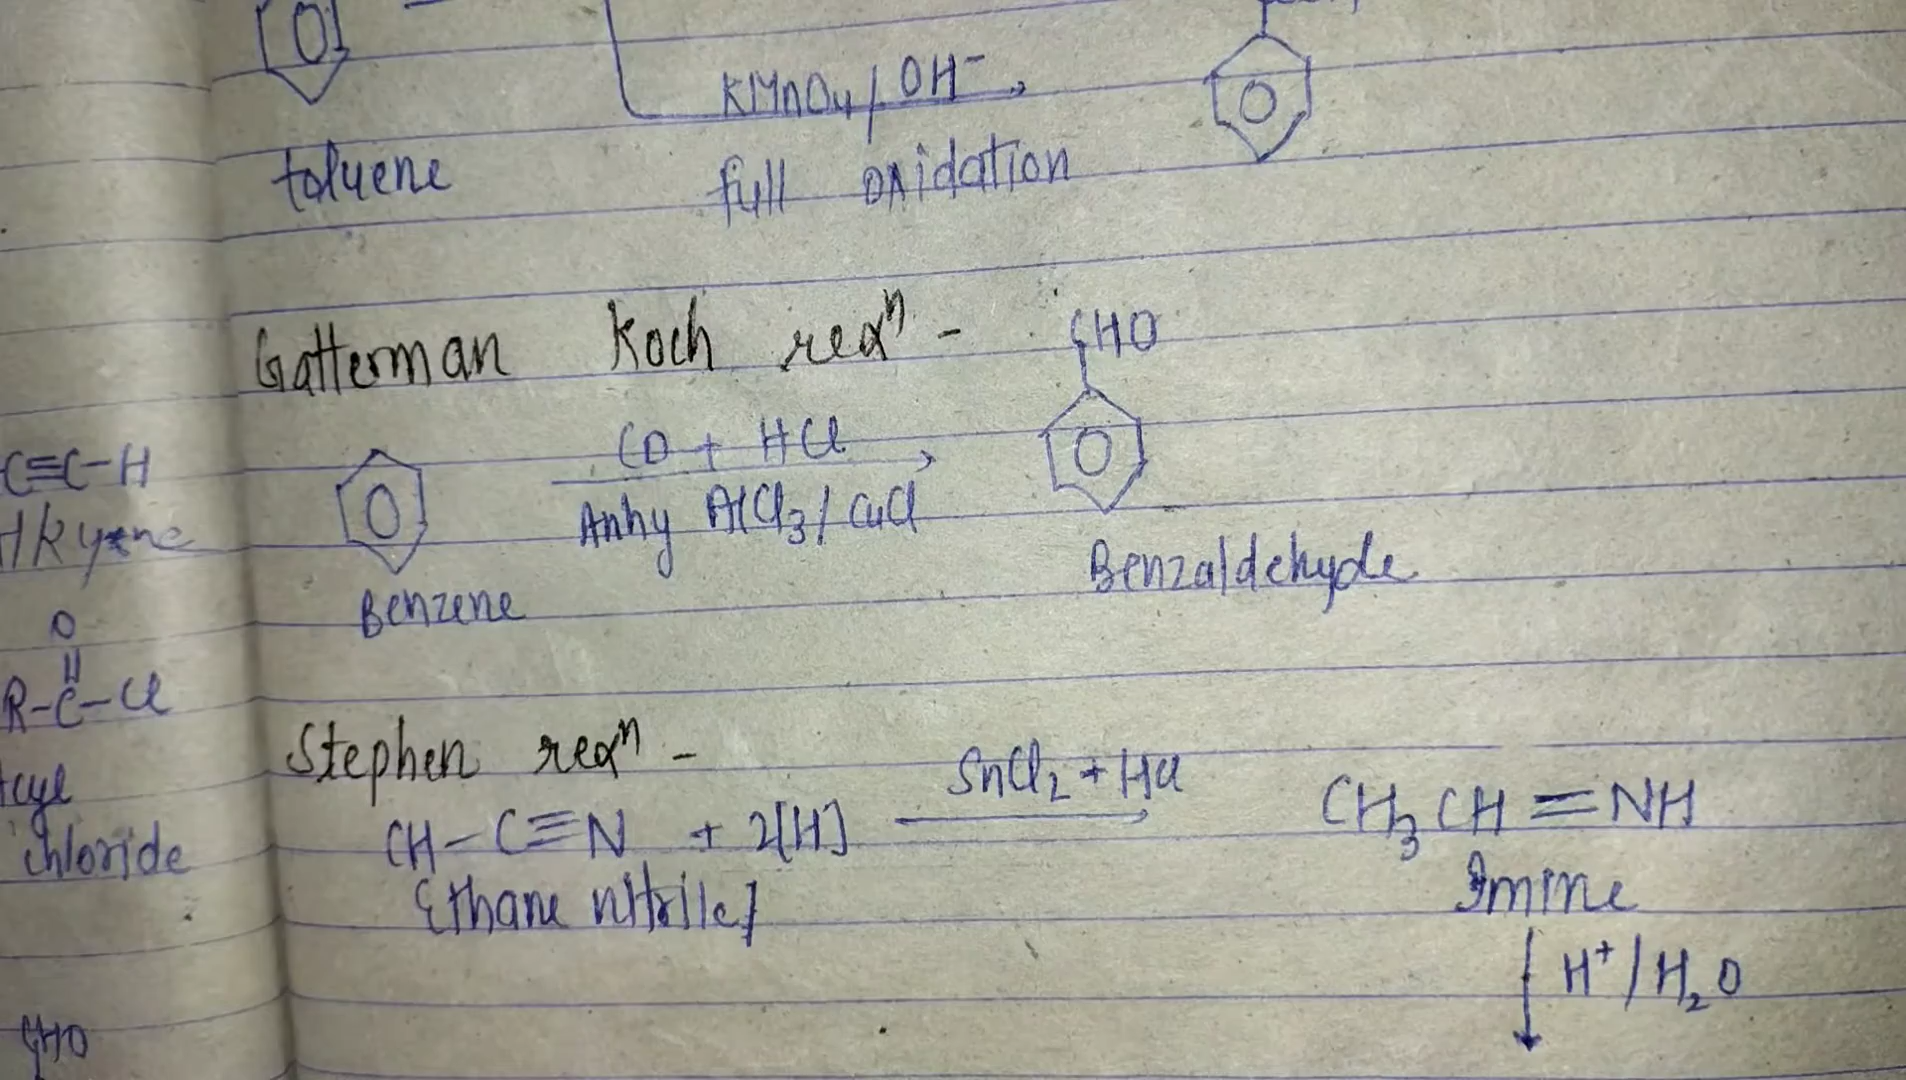 KMnO4 / OH⁻
toluene full oxidation
Gatterman Koch reaⁿ -
CHO
CO + HCl
Anhy AlCl3 / CuCl
Benzene
Benzaldehyde
Stephen reaⁿ -
SnCl2 + HCl
CH-C≡N + 2[H] CH3CH=NH
Ethane nitrile]
Imine
H⁺ / H2O
C≡C-H
O
R-C-Cl
chloride
CHO